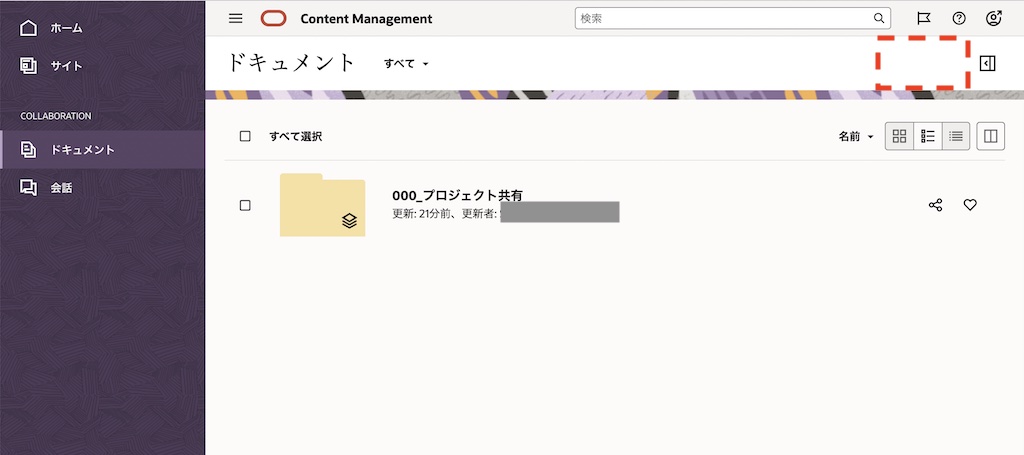 ホーム
サイト
COLLABORATION
ドキュメント
会話
Content Management
検索
ドキュメント
すべて
すべて選択
名前
000_プロジェクト共有
更新: 21分前、更新者: